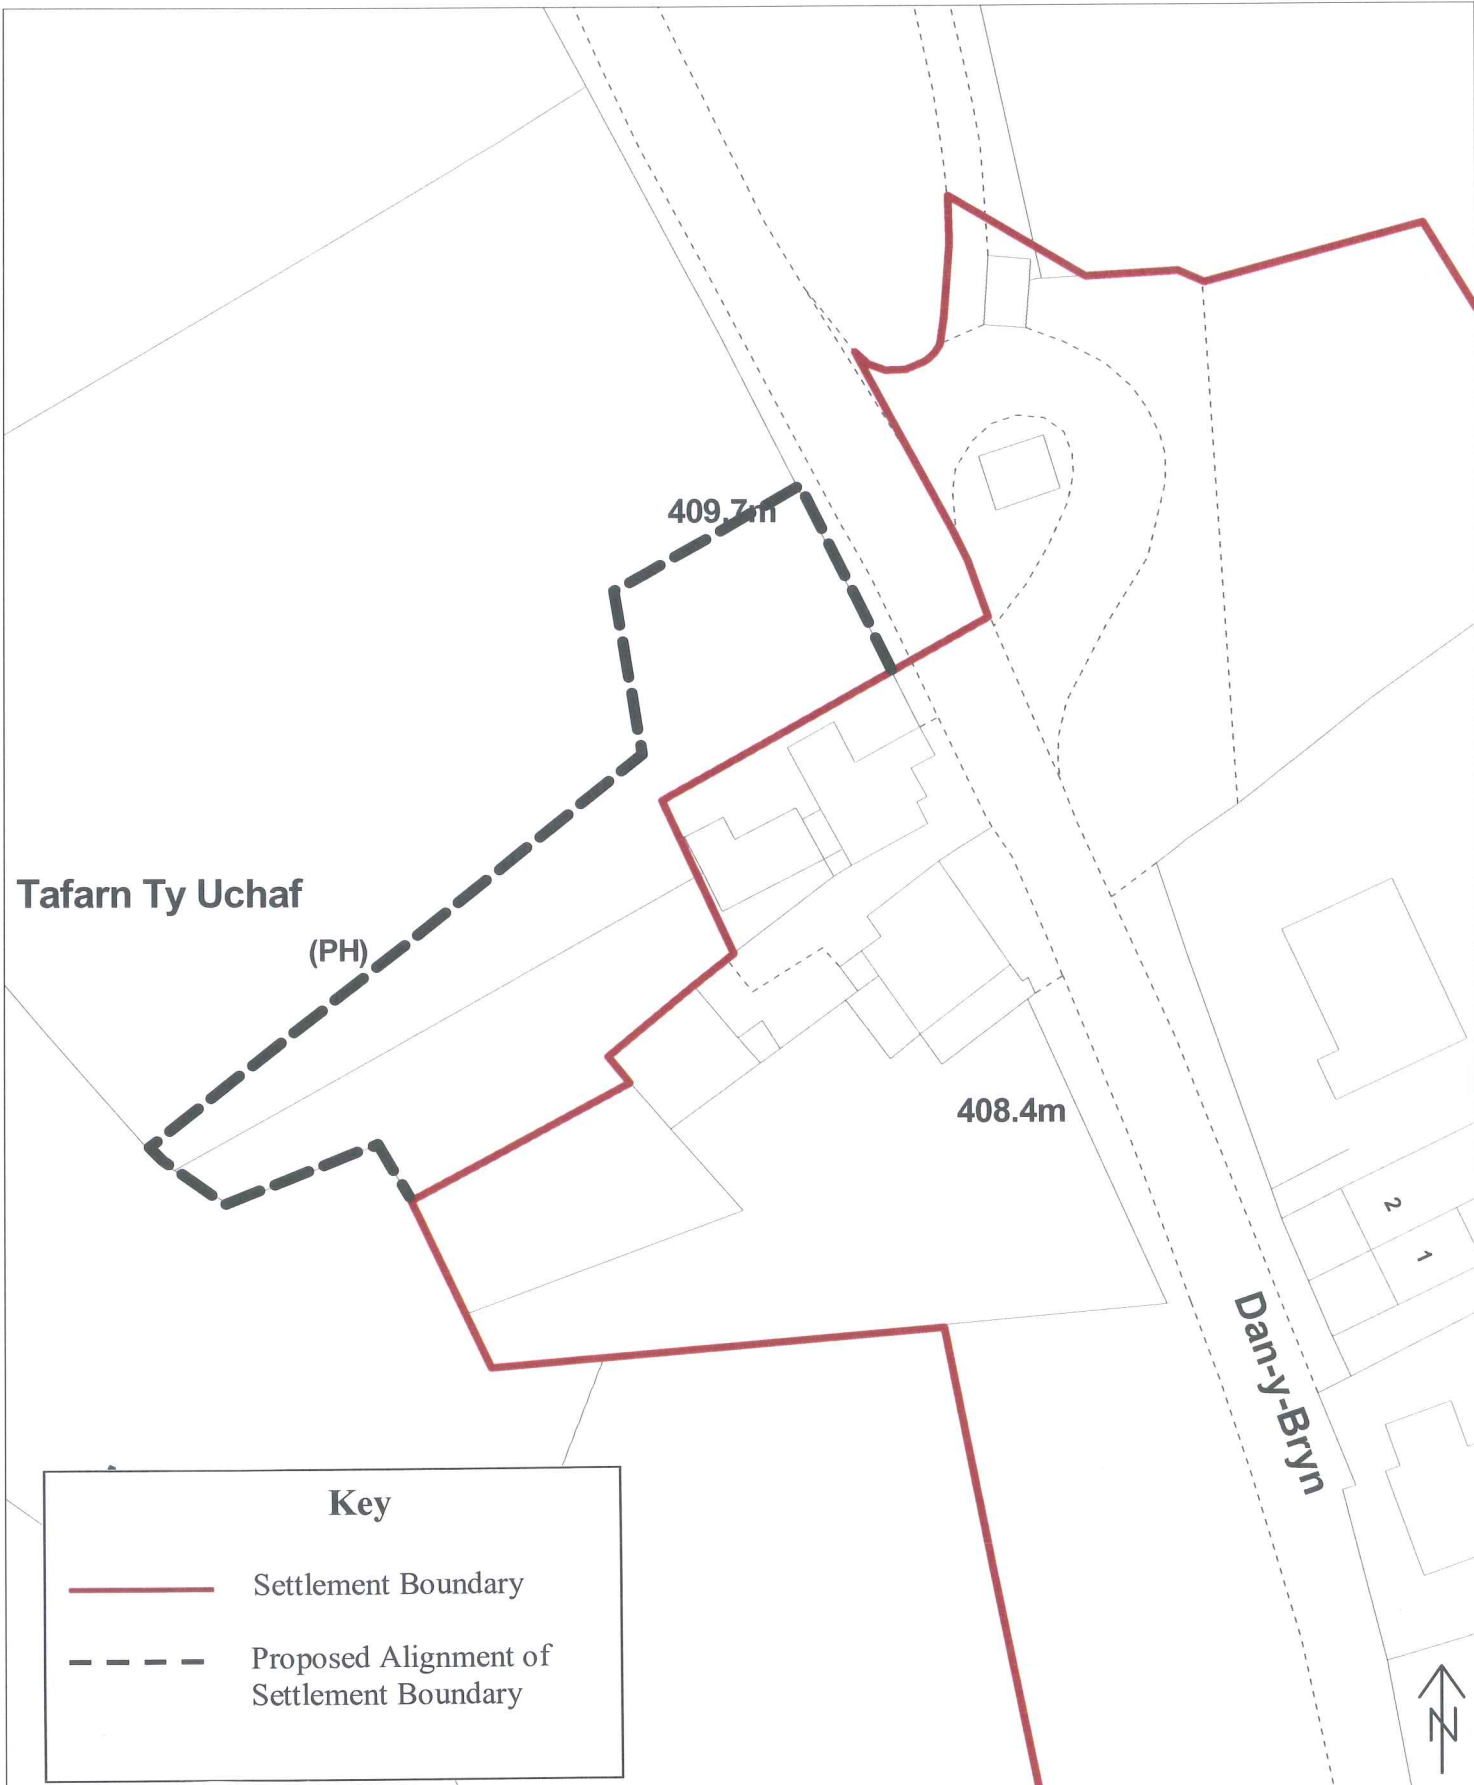 409.7m
Tafarn Ty Uchaf
(PH)
408.4m
2
1
Dan-y-Bryn
Key
Settlement Boundary
Proposed Alignment of
Settlement Boundary
N